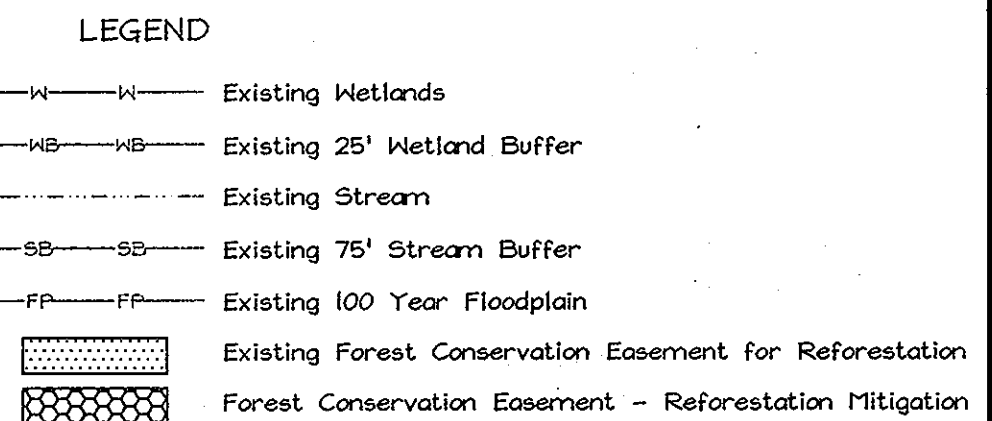 LEGEND
W W Existing Wetlands
WB WB Existing 25' Wetland Buffer
Existing Stream
SB SB Existing 75' Stream Buffer
FP FP Existing 100 Year Floodplain
Existing Forest Conservation Easement for Reforestation
Forest Conservation Easement - Reforestation Mitigation